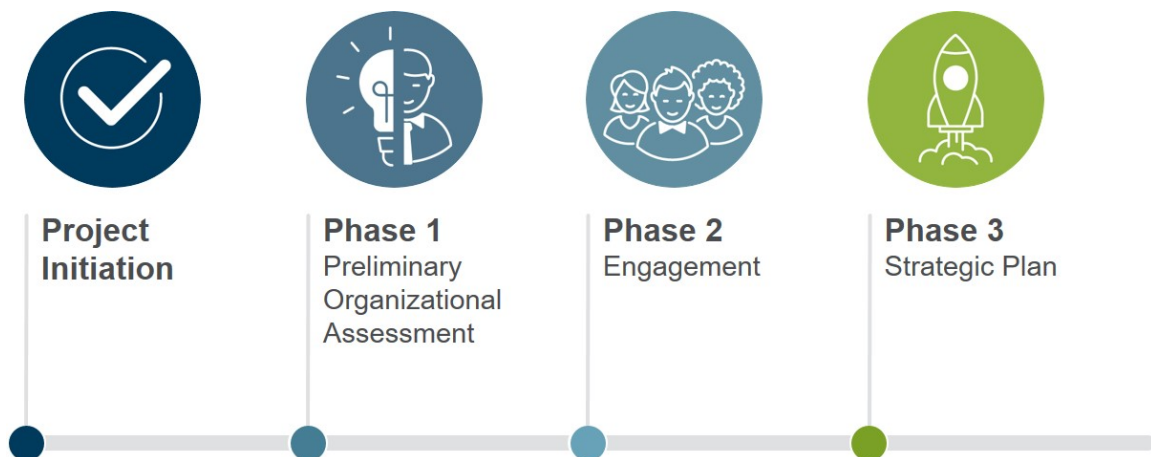 Project
Initiation
Phase 1
Preliminary
Organizational
Assessment
Phase 2
Engagement
Phase 3
Strategic Plan